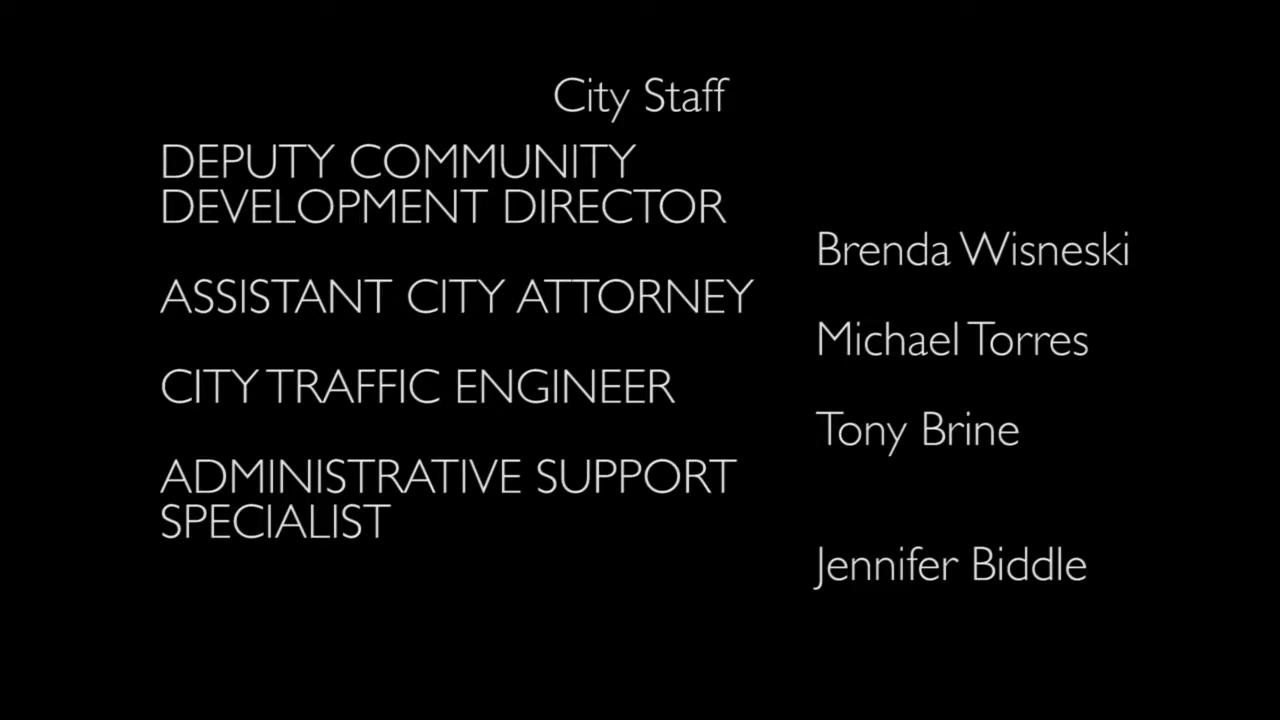 City Staff
DEPUTY COMMUNITY
DEVELOPMENT DIRECTOR
Brenda Wisneski
ASSISTANT CITY ATTORNEY
Michael Torres
CITY TRAFFIC ENGINEER
Tony Brine
ADMINISTRATIVE SUPPORT
SPECIALIST
Jennifer Biddle